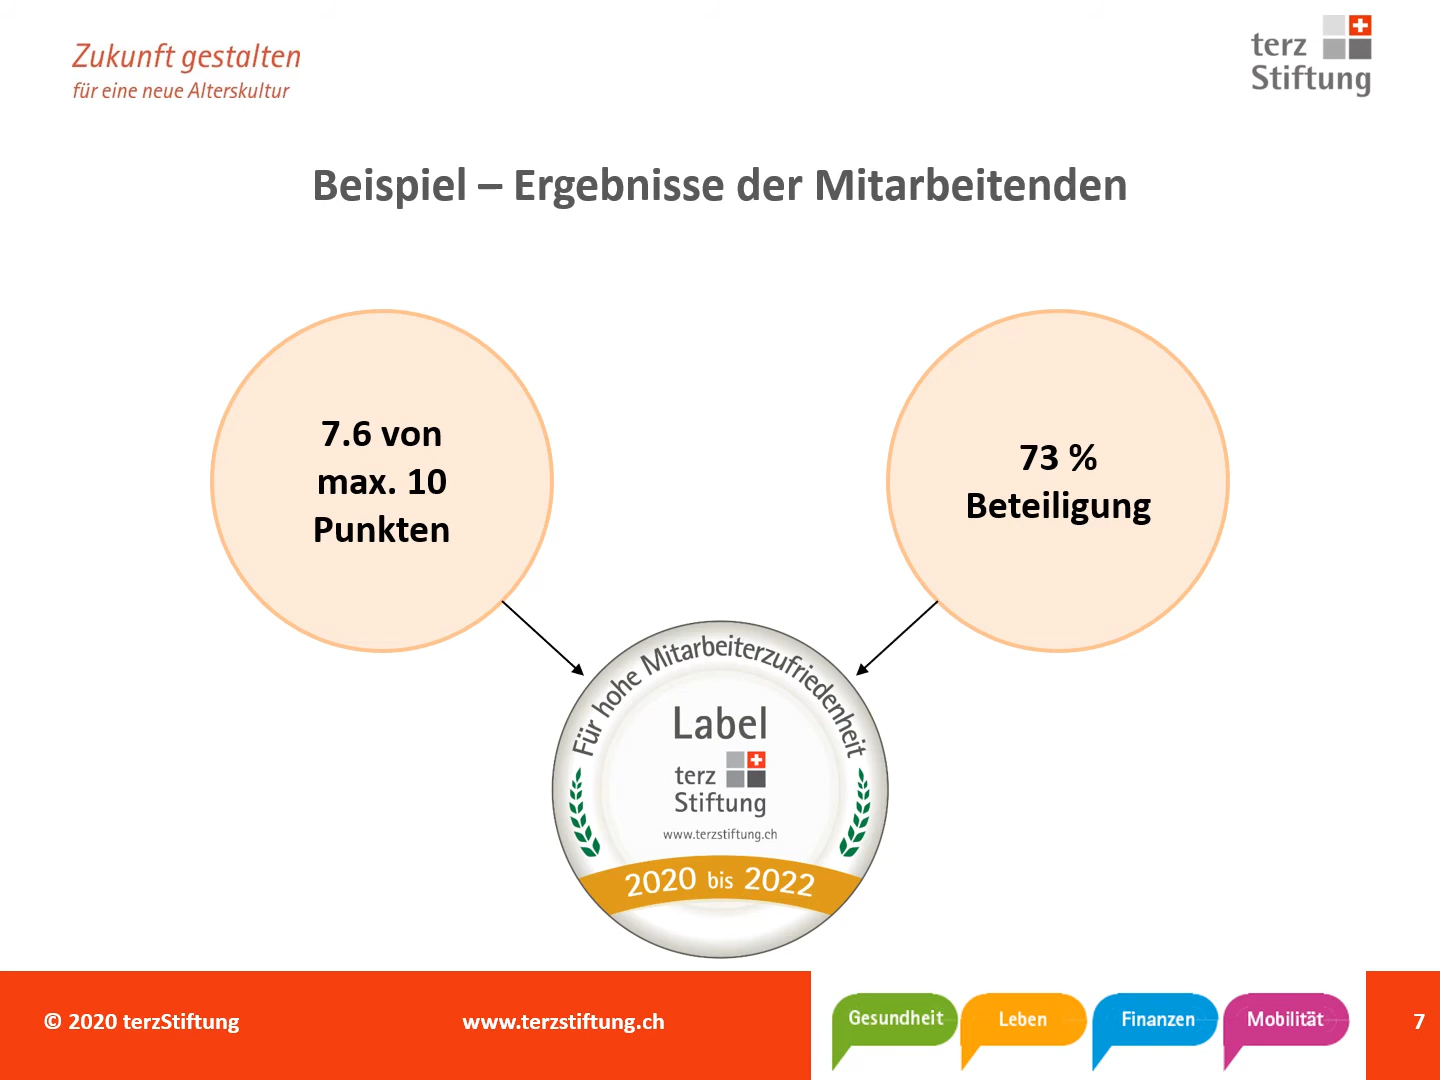 Zukunft gestalten
für eine neue Alterskultur
terz
Stiftung
Beispiel – Ergebnisse der Mitarbeitenden
7.6 von
max. 10
Punkten
73 %
Beteiligung
Für hohe Mitarbeiterzufriedenheit
Label
terz
Stiftung
www.terzstiftung.ch
2020 bis 2022
© 2020 terzStiftung
www.terzstiftung.ch
Gesundheit
Leben
Finanzen
Mobilität
7